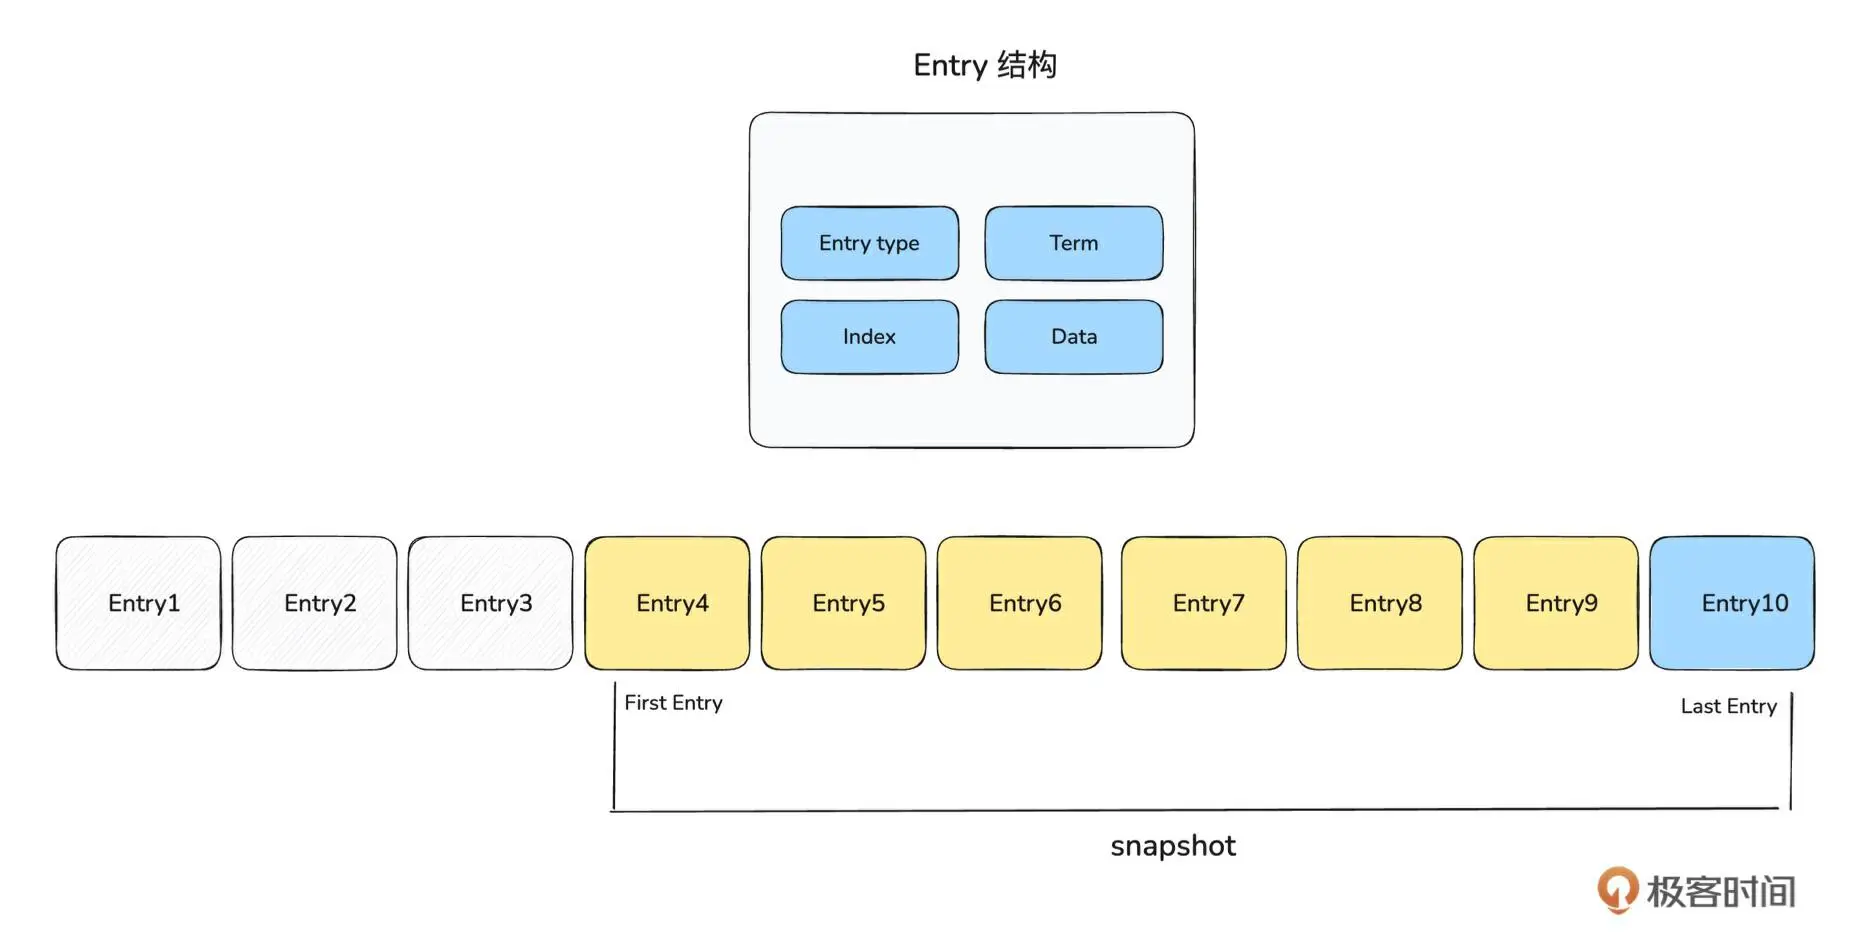 Entry 结构
Entry type
Term
Index
Data
Entry1
Entry2
Entry3
Entry4
Entry5
Entry6
Entry7
Entry8
Entry9
Entry10
First Entry
Last Entry
snapshot
极客时间